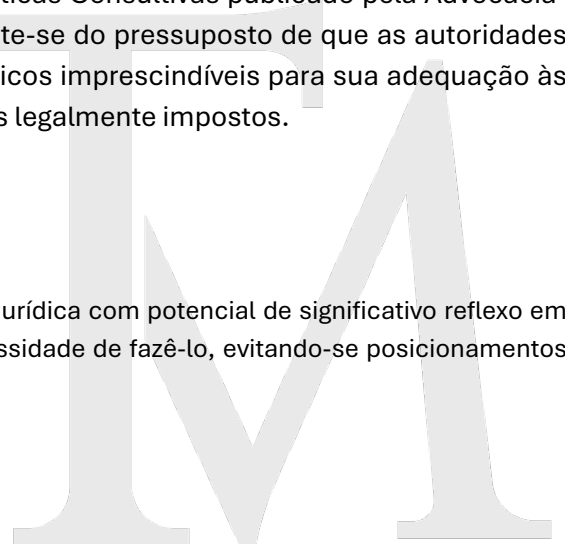 ticas Consultivas publicado pela Advocacia
te-se do pressuposto de que as autoridades
icos imprescindíveis para sua adequação às
s legalmente impostos.
urídica com potencial de significativo reflexo em
ssidade de fazê-lo, evitando-se posicionamentos